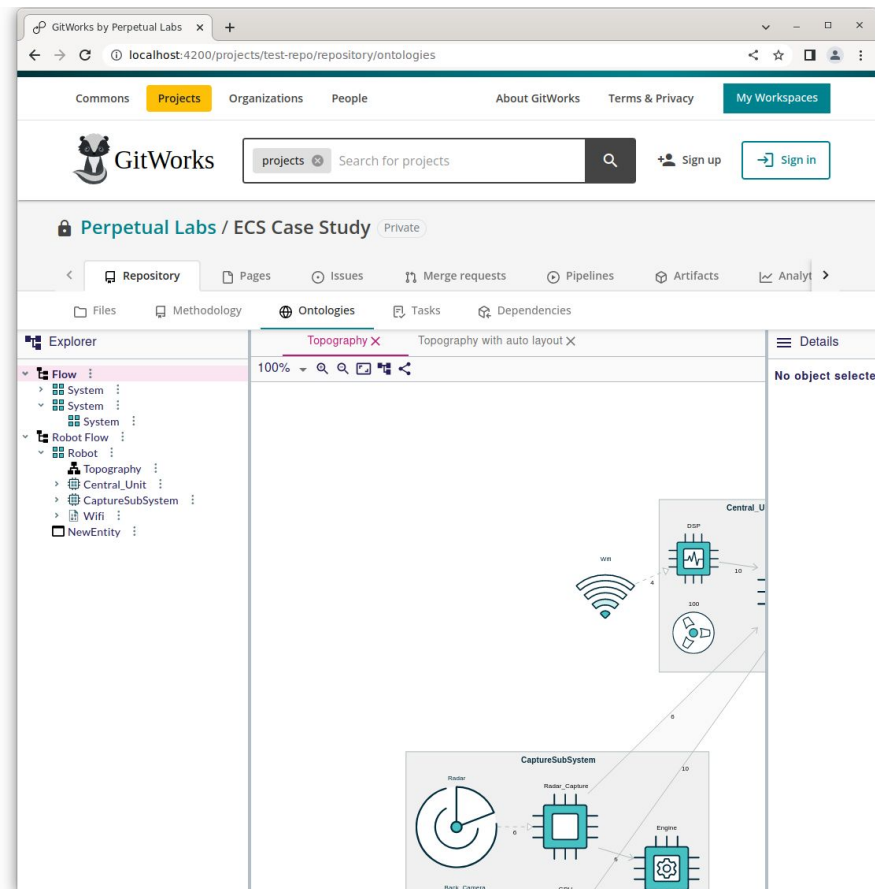 GitWorks by Perpetual Labs
localhost:4200/projects/test-repo/repository/ontologies
Commons Projects Organizations People About GitWorks Terms & Privacy My Workspaces
GitWorks projects Search for projects Sign up Sign in
Perpetual Labs / ECS Case Study Private
Repository Pages Issues Merge requests Pipelines Artifacts Analyt
Files Methodology Ontologies Tasks Dependencies
Explorer Topography Topography with auto layout Details
100%
No object selecte
Flow
System
System
System
Robot Flow
Robot
Topography
Central_Unit
CaptureSubSystem
Wifi
NewEntity
Central_U
DSP
Wifi
4
10
100
6
10
CaptureSubSystem
Radar
Radar_Capture
6
Engine
Back_Camera